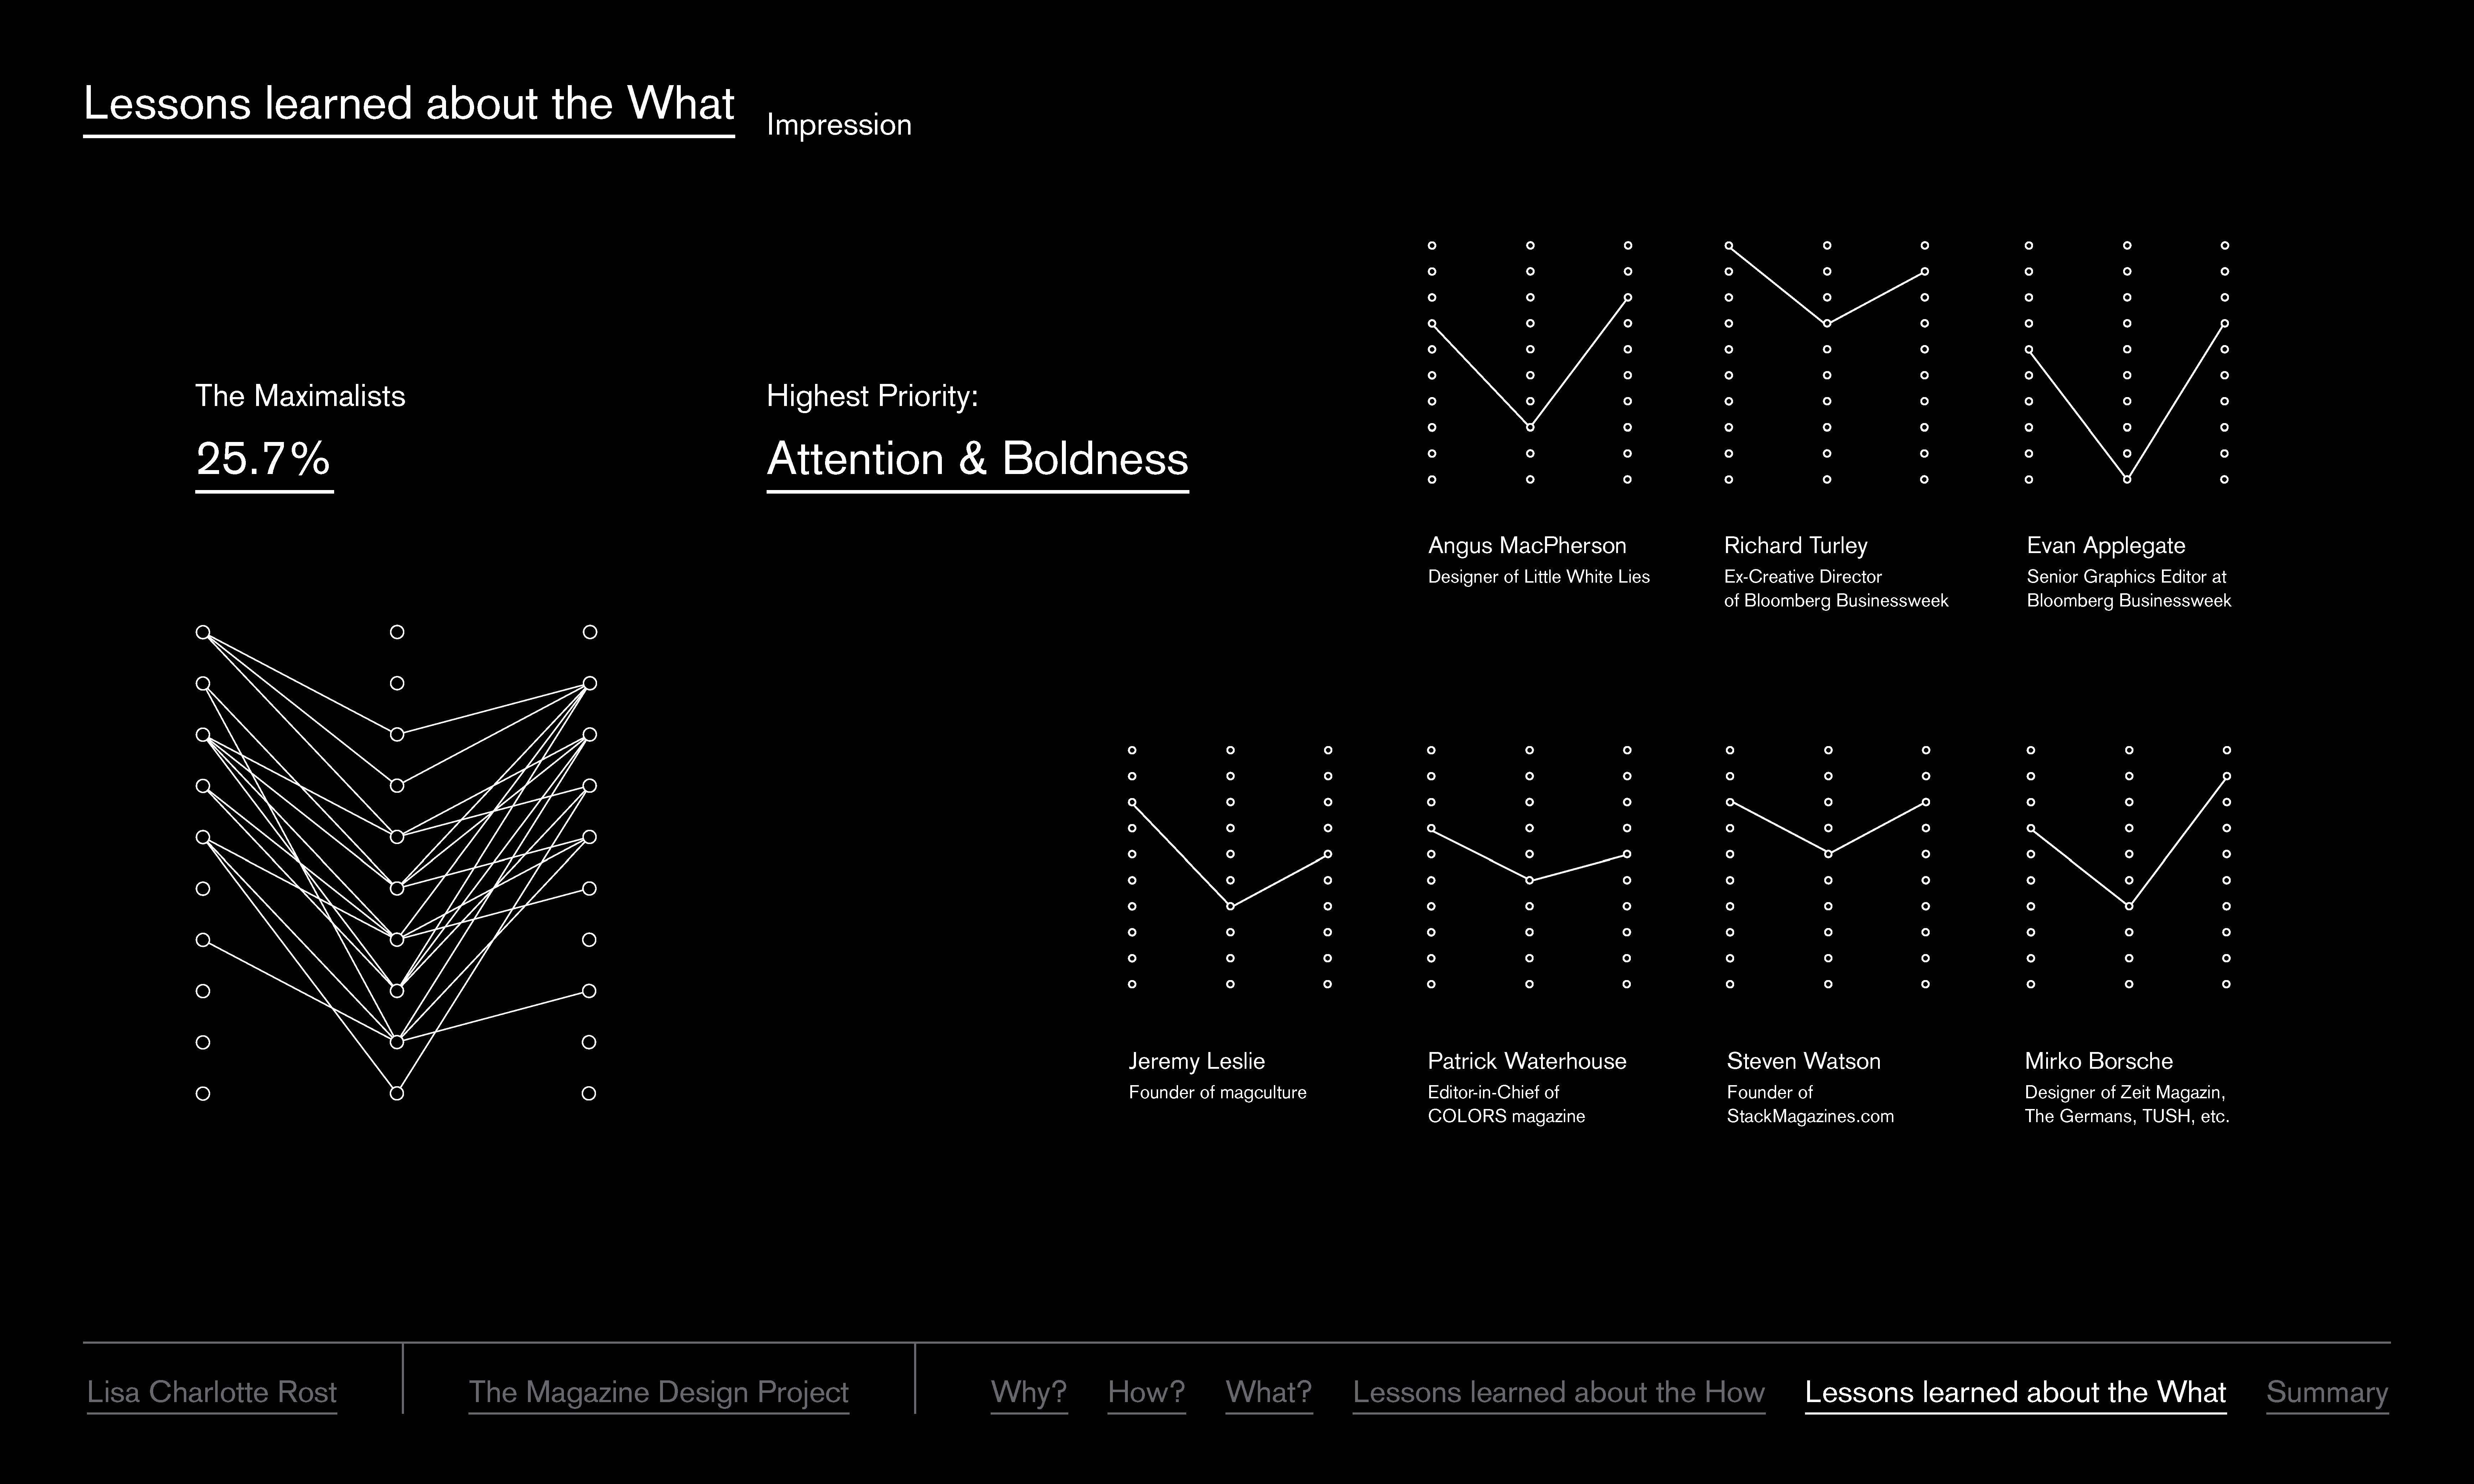 Lessons learned about the What
Impression
The Maximalists
25.7%
Highest Priority:
Attention & Boldness
Angus MacPherson
Designer of Little White Lies
Richard Turley
Ex-Creative Director
of Bloomberg Businessweek
Evan Applegate
Senior Graphics Editor at
Bloomberg Businessweek
Jeremy Leslie
Founder of magculture
Patrick Waterhouse
Editor-in-Chief of
COLORS magazine
Steven Watson
Founder of
StackMagazines.com
Mirko Borsche
Designer of Zeit Magazin,
The Germans, TUSH, etc.
Lisa Charlotte Rost
The Magazine Design Project
Why?
How?
What?
Lessons learned about the How
Lessons learned about the What
Summary